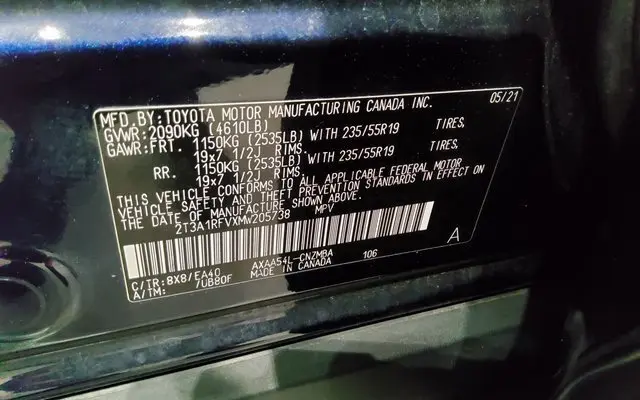 MFD.BY:TOYOTA MOTOR MANUFACTURING CANADA INC. 05/21
GVWR:2090KG (4610LB)
GAWR:FRT. 1150KG (2535LB) WITH 235/55R19 TIRES,
19x7 1/2J RIMS.
RR. 1150KG (2535LB) WITH 235/55R19 TIRES,
19x7 1/2J RIMS.
THIS VEHICLE CONFORMS TO ALL APPLICABLE FEDERAL MOTOR
VEHICLE SAFETY AND THEFT PREVENTION STANDARDS IN EFFECT ON
THE DATE OF MANUFACTURE SHOWN ABOVE.
2T3A1RFVXMW205738 MPV
C/TR:8X8/EA40 AXAA54L-CNZMBA 106 A
A/TM: 7UB80F MADE IN CANADA